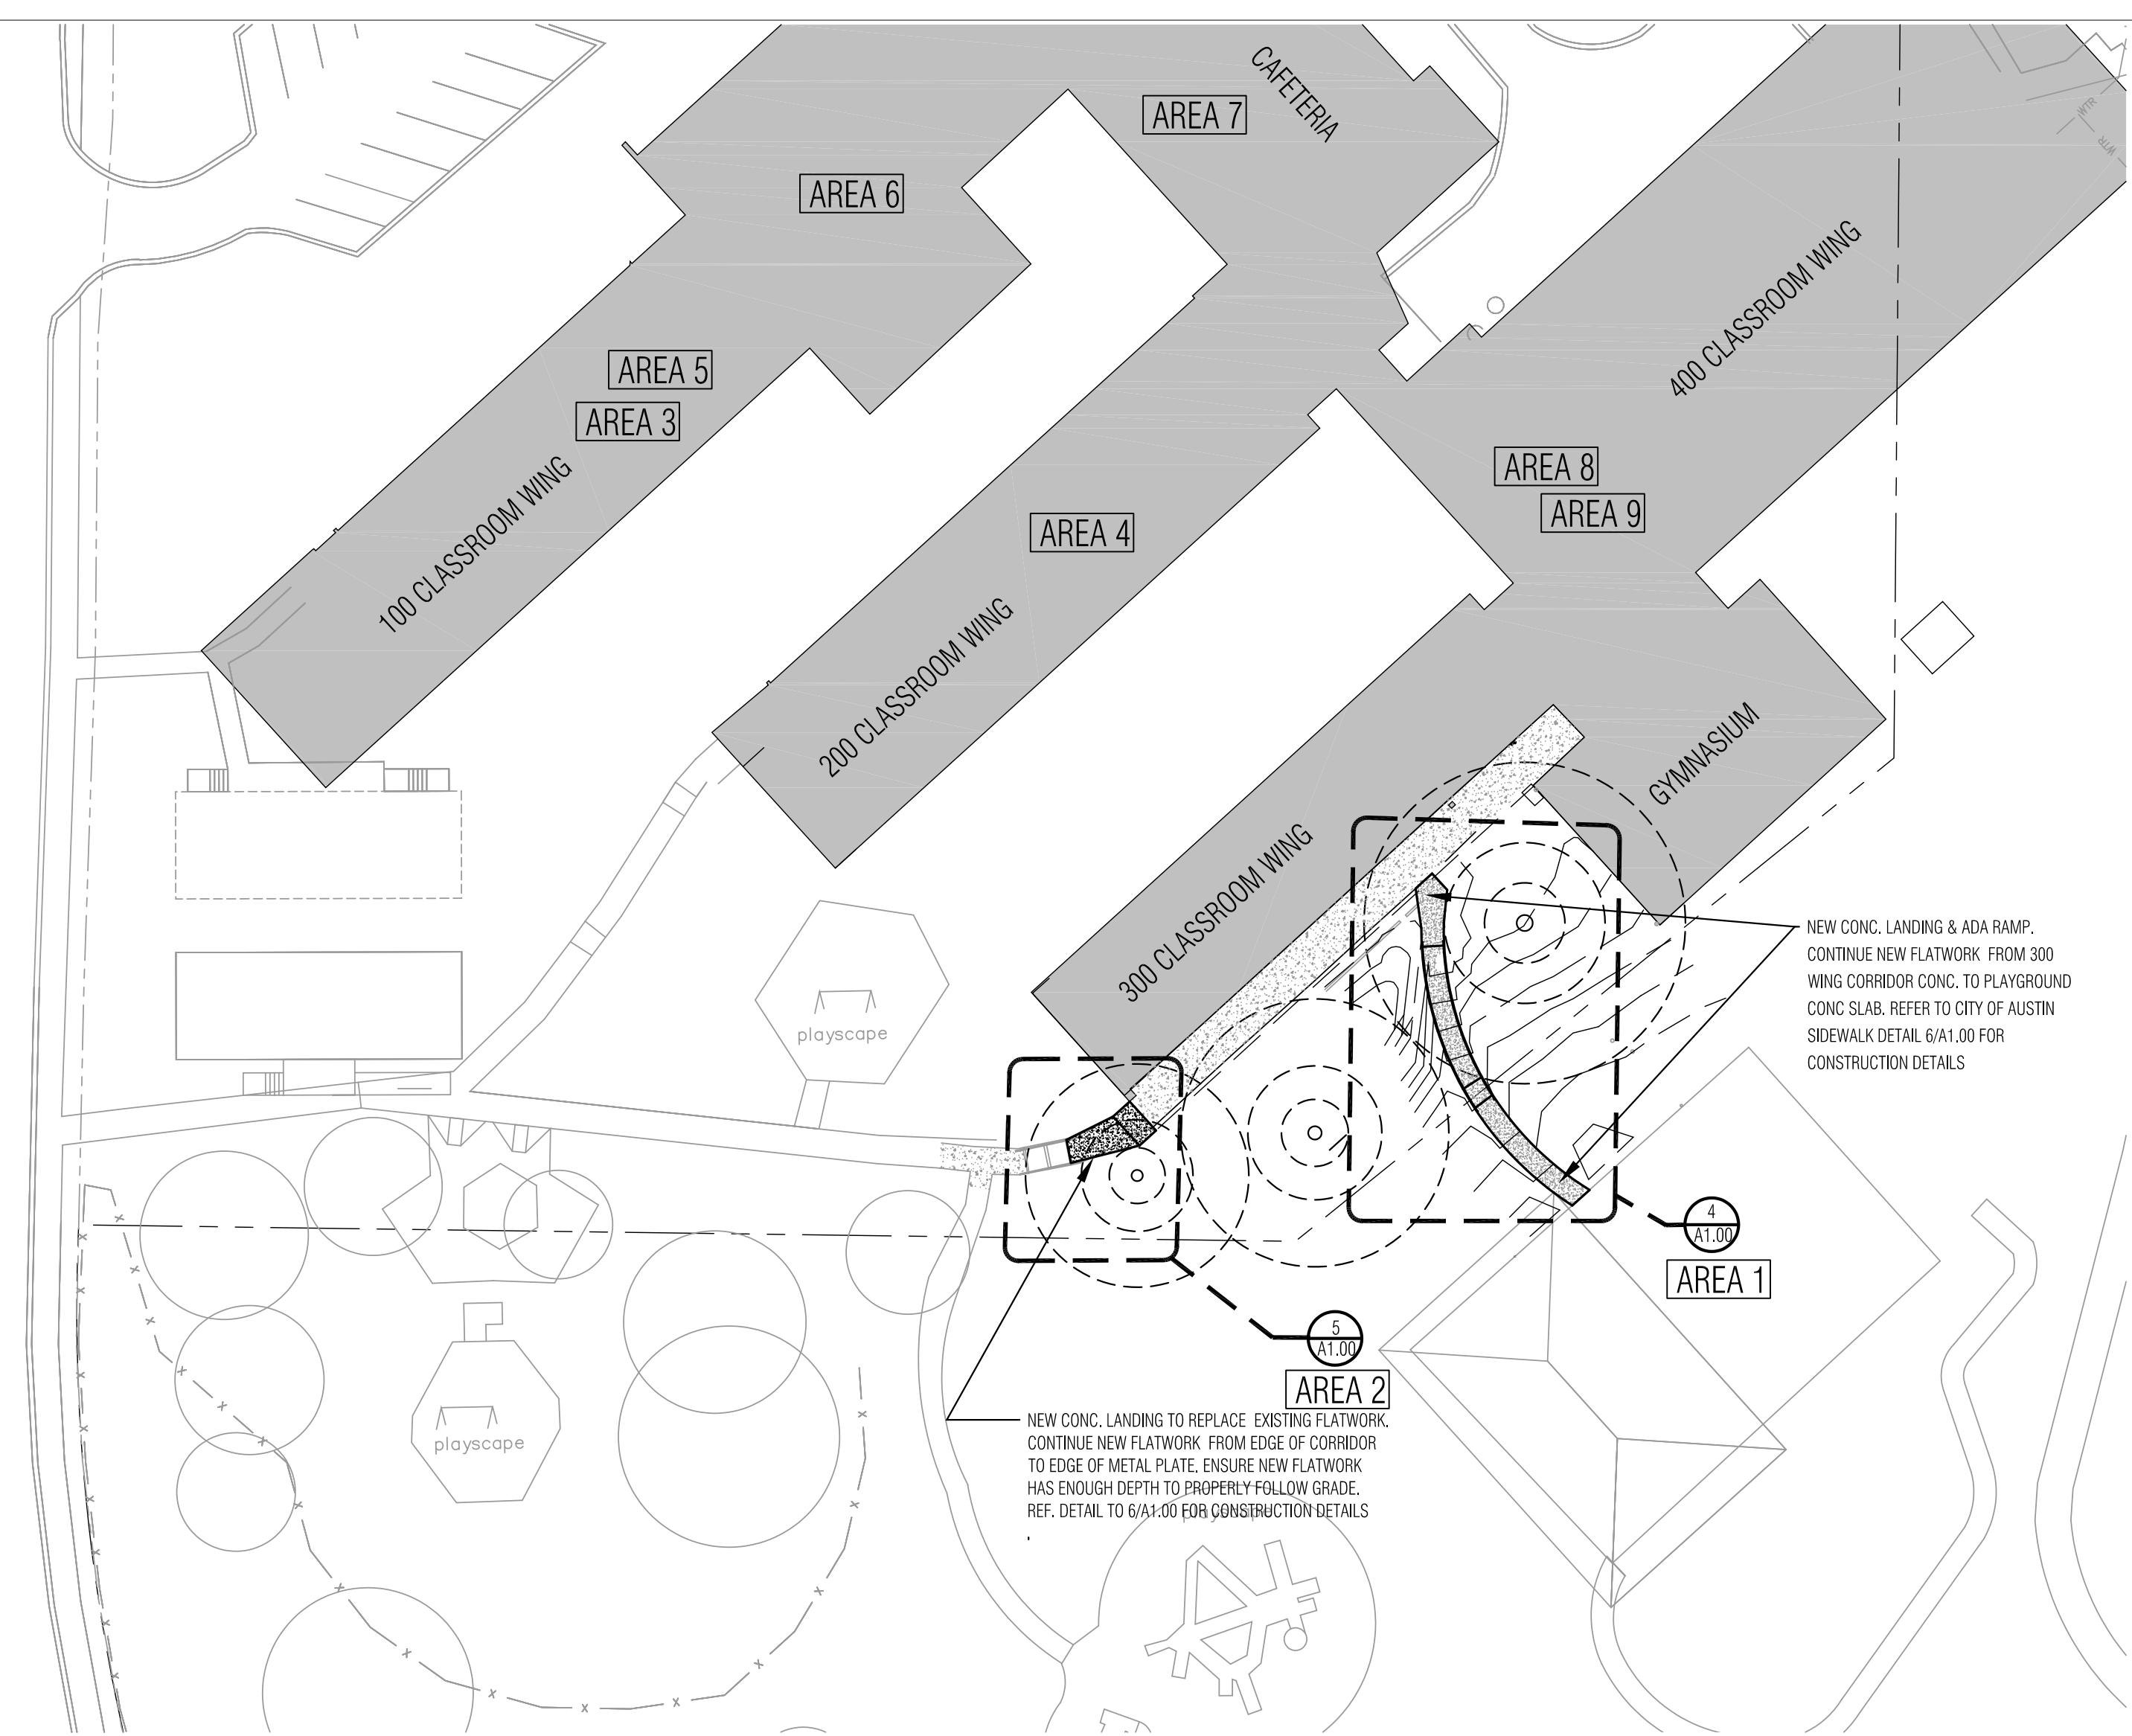 CAFETERIA
AREA 7
WTR
WTR
AREA 6
400 CLASSROOM WING
AREA 5
AREA 3
100 CLASSROOM WING
AREA 8
AREA 9
AREA 4
200 CLASSROOM WING
GYMNASIUM
300 CLASSROOM WING
NEW CONC. LANDING & ADA RAMP.
CONTINUE NEW FLATWORK FROM 300
WING CORRIDOR CONC. TO PLAYGROUND
CONC SLAB. REFER TO CITY OF AUSTIN
SIDEWALK DETAIL 6/A1.00 FOR
CONSTRUCTION DETAILS
playscape
4
A1.00
AREA 1
5
A1.00
AREA 2
NEW CONC. LANDING TO REPLACE EXISTING FLATWORK.
CONTINUE NEW FLATWORK FROM EDGE OF CORRIDOR
TO EDGE OF METAL PLATE, ENSURE NEW FLATWORK
HAS ENOUGH DEPTH TO PROPERLY FOLLOW GRADE.
REF. DETAIL TO 6/A1.00 FOR CONSTRUCTION DETAILS
playscape
playscape